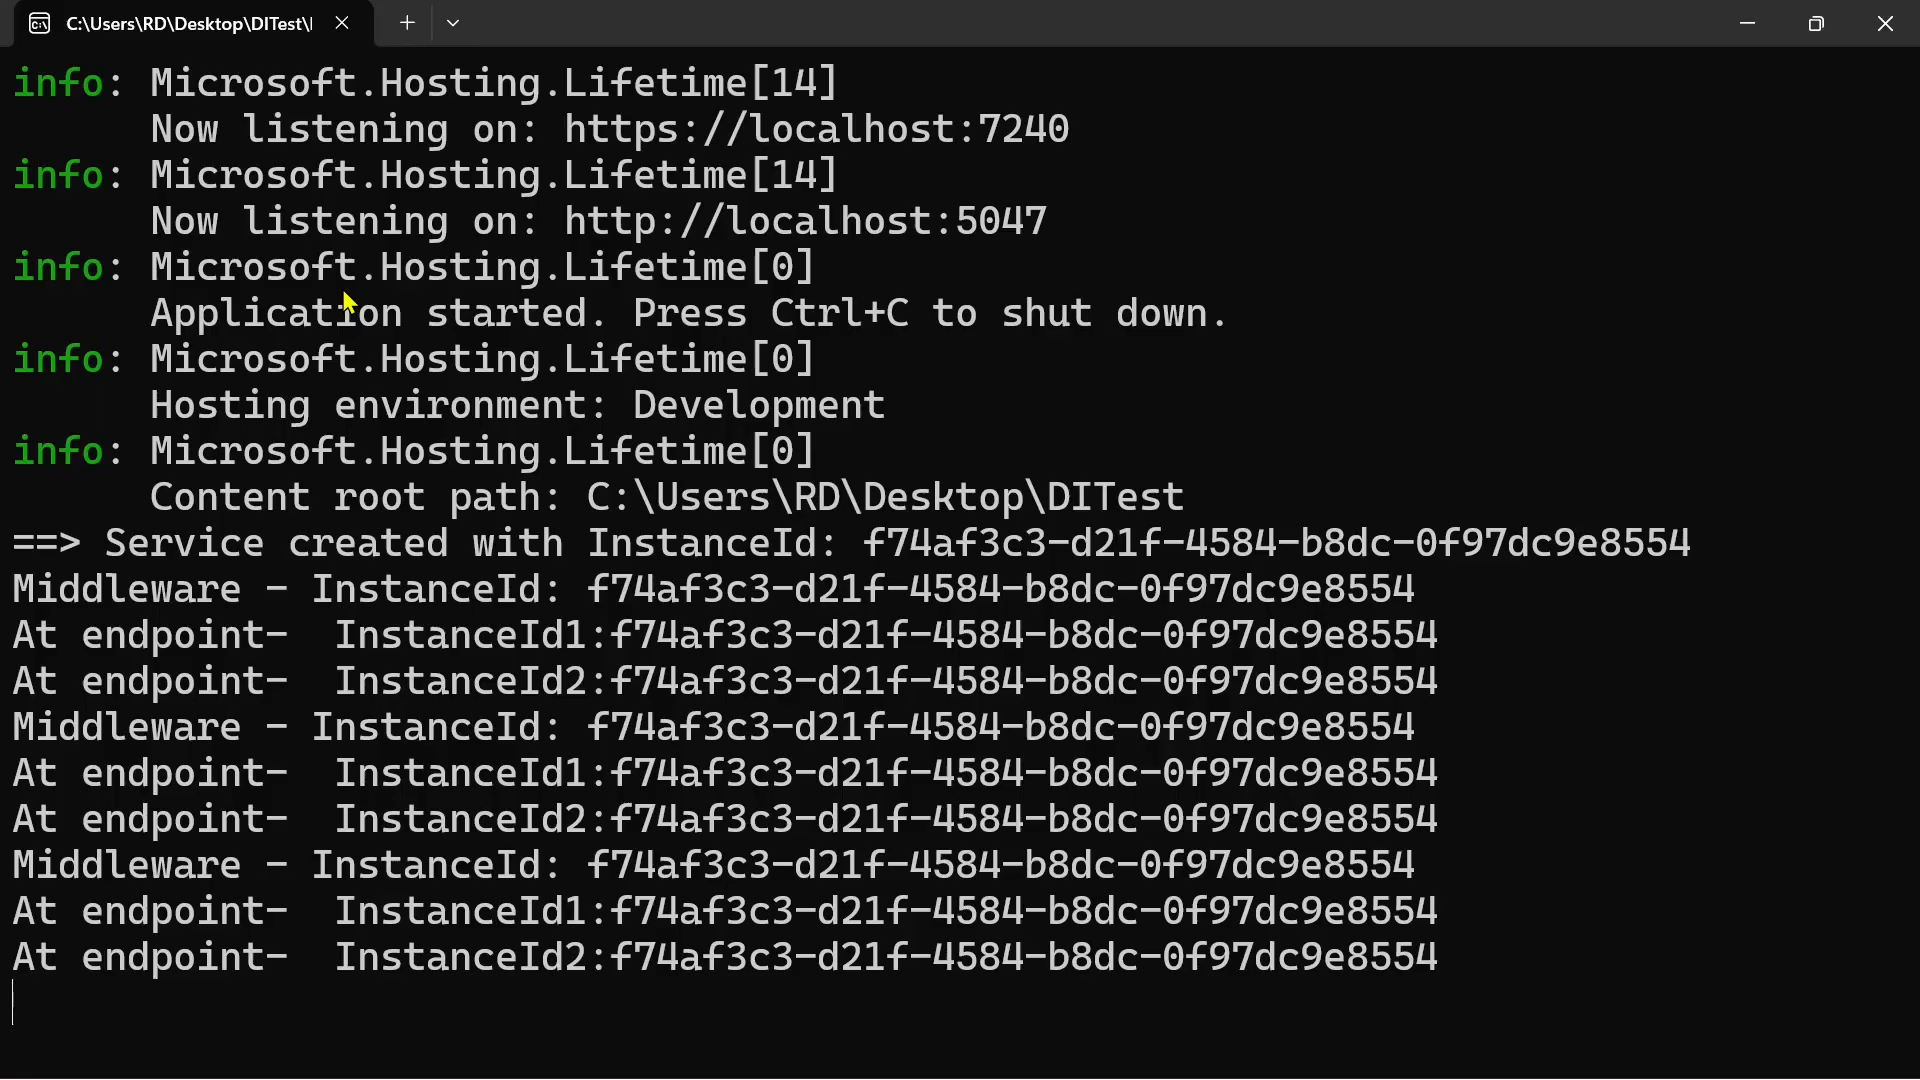 C:\Users\RD\Desktop\DITest\
info: Microsoft.Hosting.Lifetime[14]
Now listening on: https://localhost:7240
info: Microsoft.Hosting.Lifetime[14]
Now listening on: http://localhost:5047
info: Microsoft.Hosting.Lifetime[0]
Application started. Press Ctrl+C to shut down.
info: Microsoft.Hosting.Lifetime[0]
Hosting environment: Development
info: Microsoft.Hosting.Lifetime[0]
Content root path: C:\Users\RD\Desktop\DITest
==> Service created with InstanceId: f74af3c3-d21f-4584-b8dc-0f97dc9e8554
Middleware - InstanceId: f74af3c3-d21f-4584-b8dc-0f97dc9e8554
At endpoint-  InstanceId1:f74af3c3-d21f-4584-b8dc-0f97dc9e8554
At endpoint-  InstanceId2:f74af3c3-d21f-4584-b8dc-0f97dc9e8554
Middleware - InstanceId: f74af3c3-d21f-4584-b8dc-0f97dc9e8554
At endpoint-  InstanceId1:f74af3c3-d21f-4584-b8dc-0f97dc9e8554
At endpoint-  InstanceId2:f74af3c3-d21f-4584-b8dc-0f97dc9e8554
Middleware - InstanceId: f74af3c3-d21f-4584-b8dc-0f97dc9e8554
At endpoint-  InstanceId1:f74af3c3-d21f-4584-b8dc-0f97dc9e8554
At endpoint-  InstanceId2:f74af3c3-d21f-4584-b8dc-0f97dc9e8554